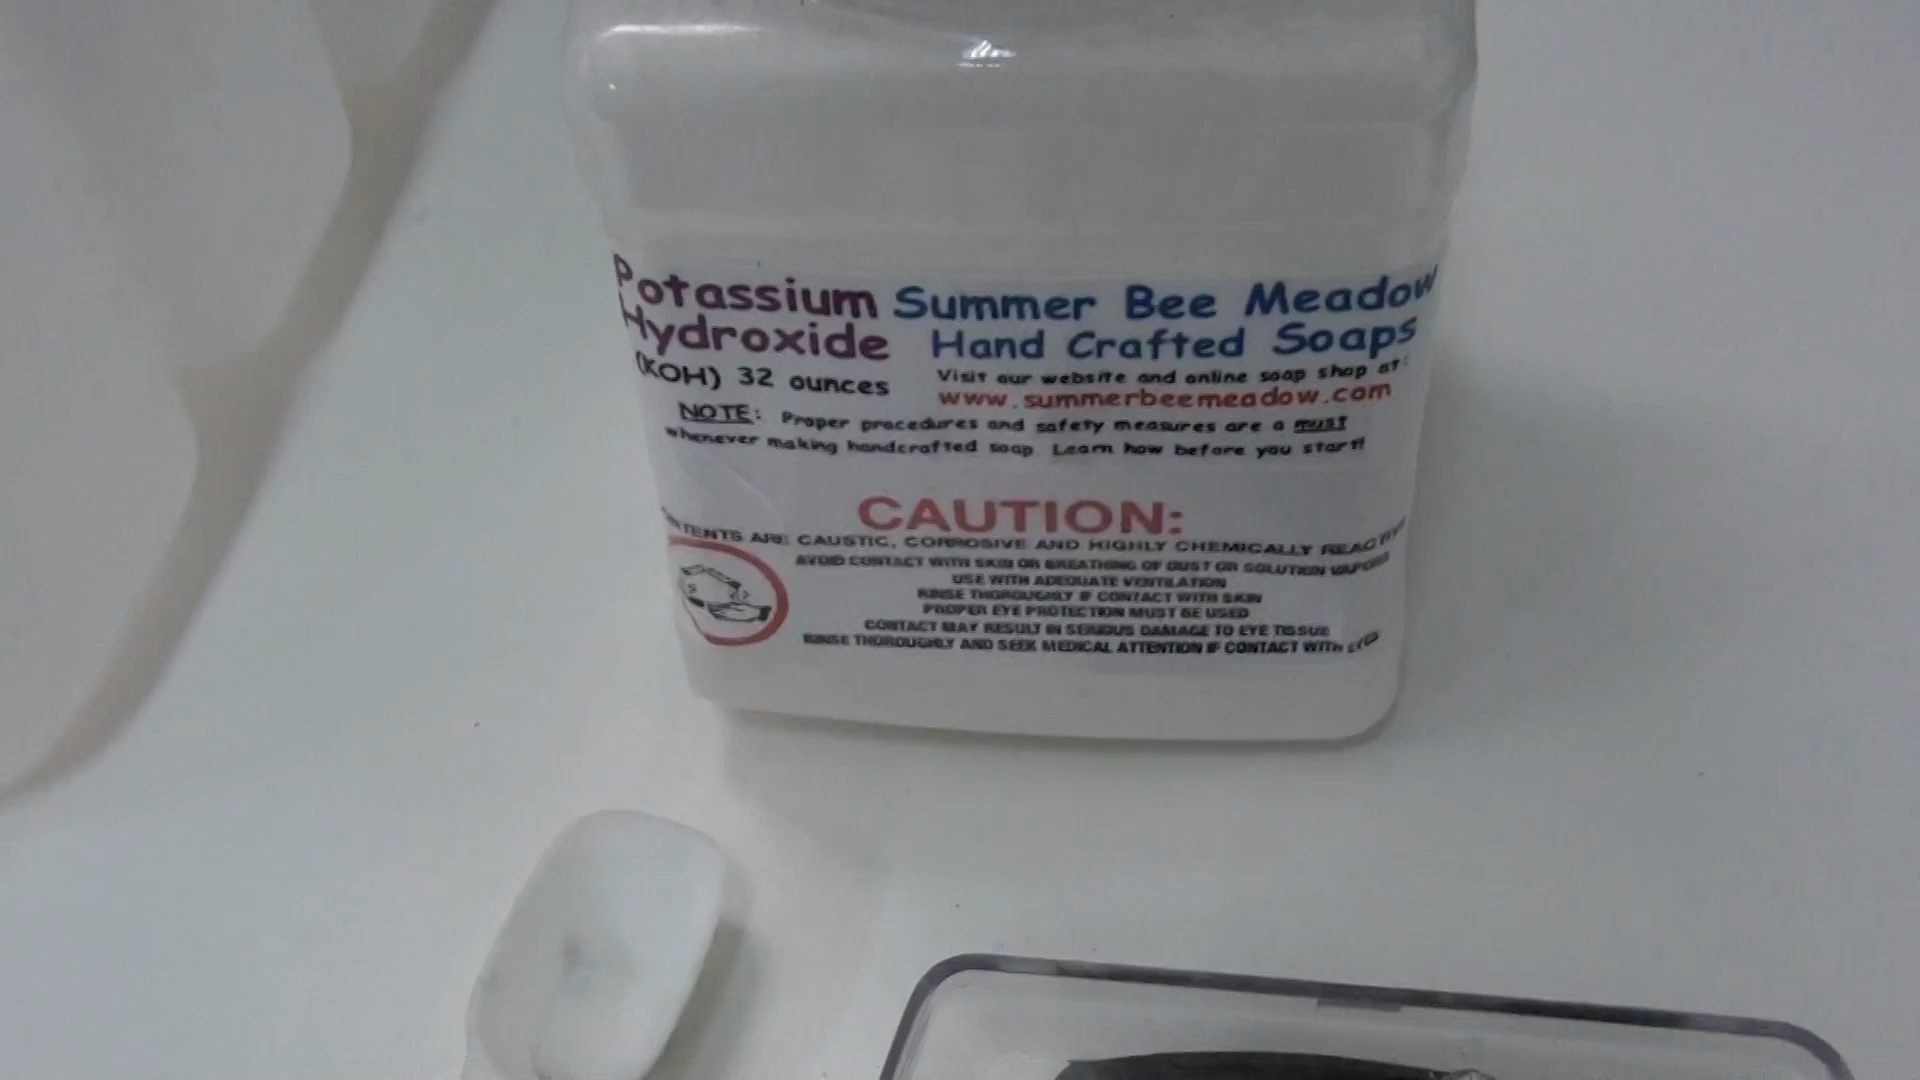 Potassium
Hydroxide
(KOH) 32 ounces
Summer Bee Meadow
Hand Crafted Soaps
Visit our website and online soap shop at:
www.summerbeemeadow.com
NOTE: Proper procedures and safety measures are a must
whenever making handcrafted soap. Learn how before you start!
CAUTION:
ARE CAUSTIC, CORROSIVE AND HIGHLY CHEMICALLY
AVOID CONTACT WITH SKIN OR BREATHING OF DUST OR SOLUTION VAPORS
USE WITH ADEQUATE VENTILATION
RINSE THOROUGHLY IF CONTACT WITH SKIN
PROPER EYE PROTECTION MUST BE USED
CONTACT MAY RESULT IN SERIOUS DAMAGE TO EYE TISSUE
RINSE THOROUGHLY AND SEEK MEDICAL ATTENTION IF CONTACT WITH